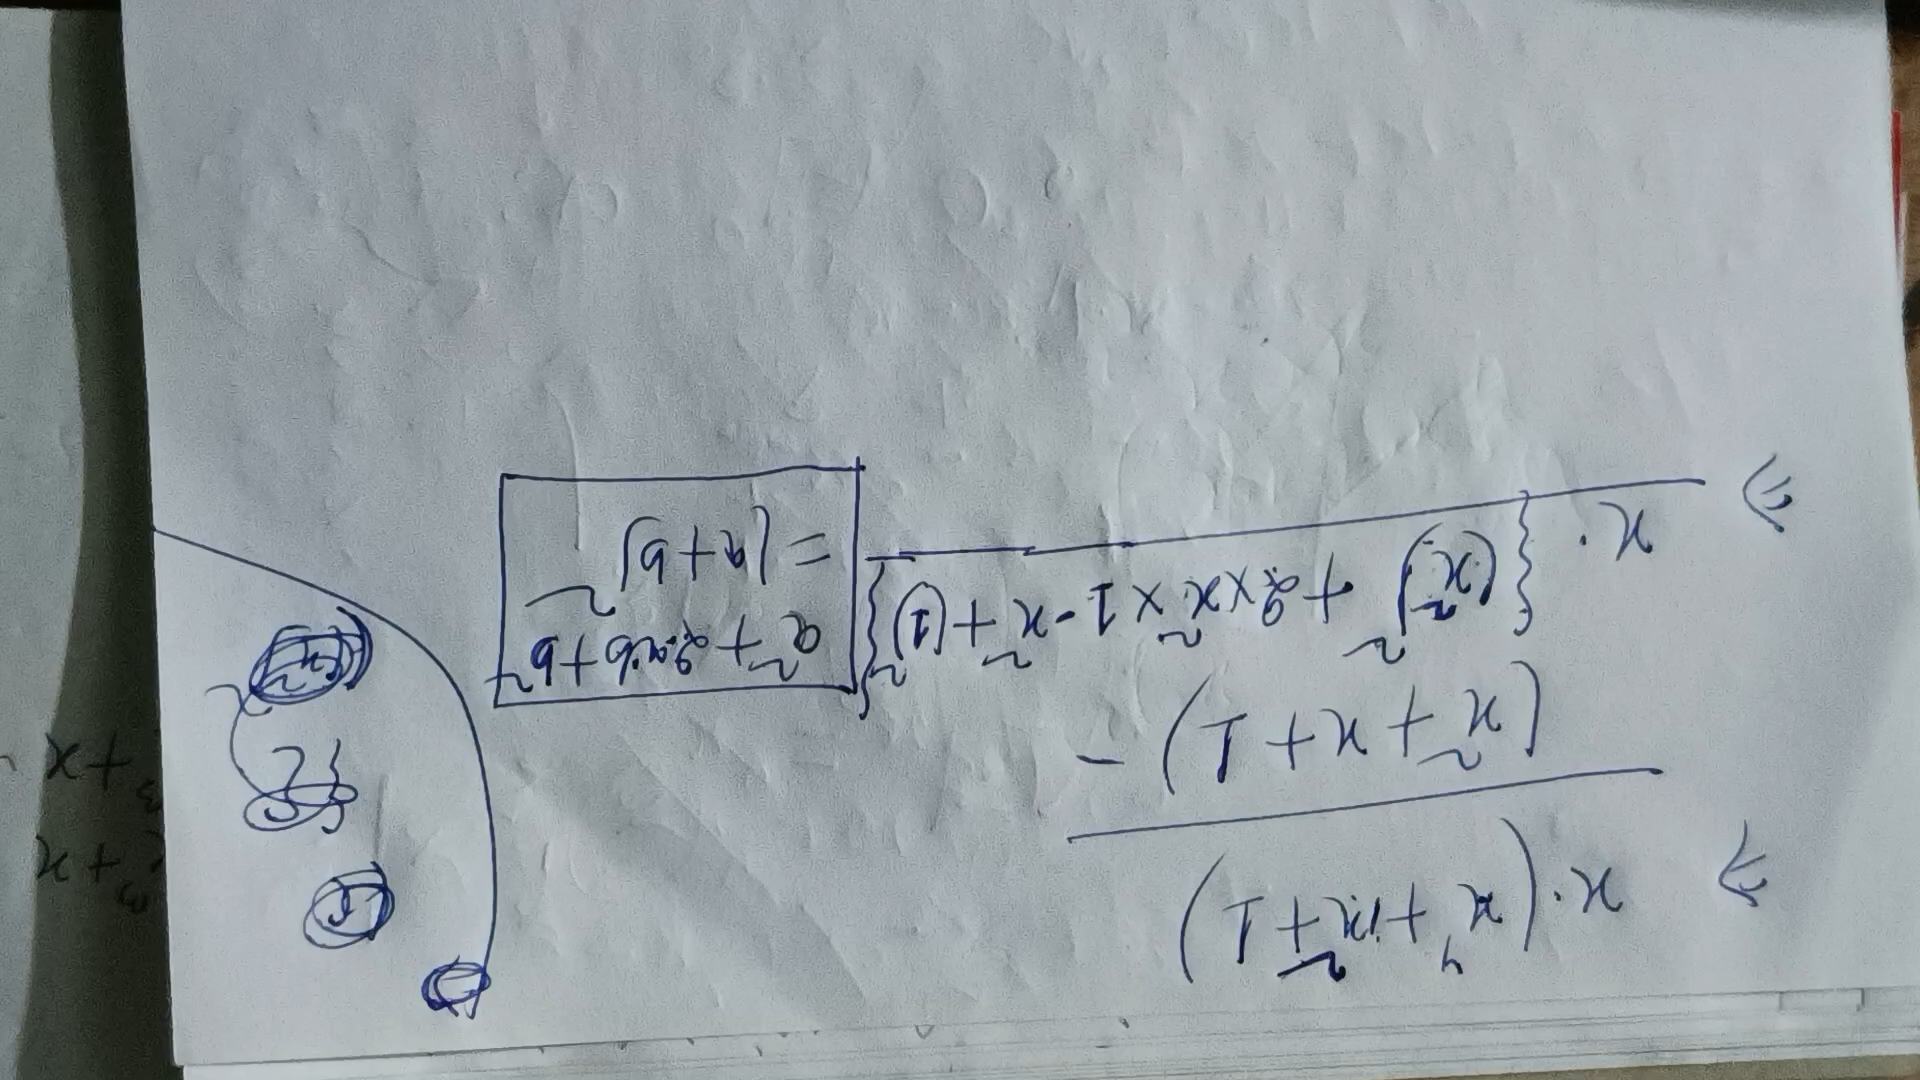 ⇒ x·(x⁴+x²+1)
(x²+x+1) -
⇒ x·{(x²)²+2×x²×1-x²+(1)²}
a²+2ab+b²
=(a+b)²
x+
x+